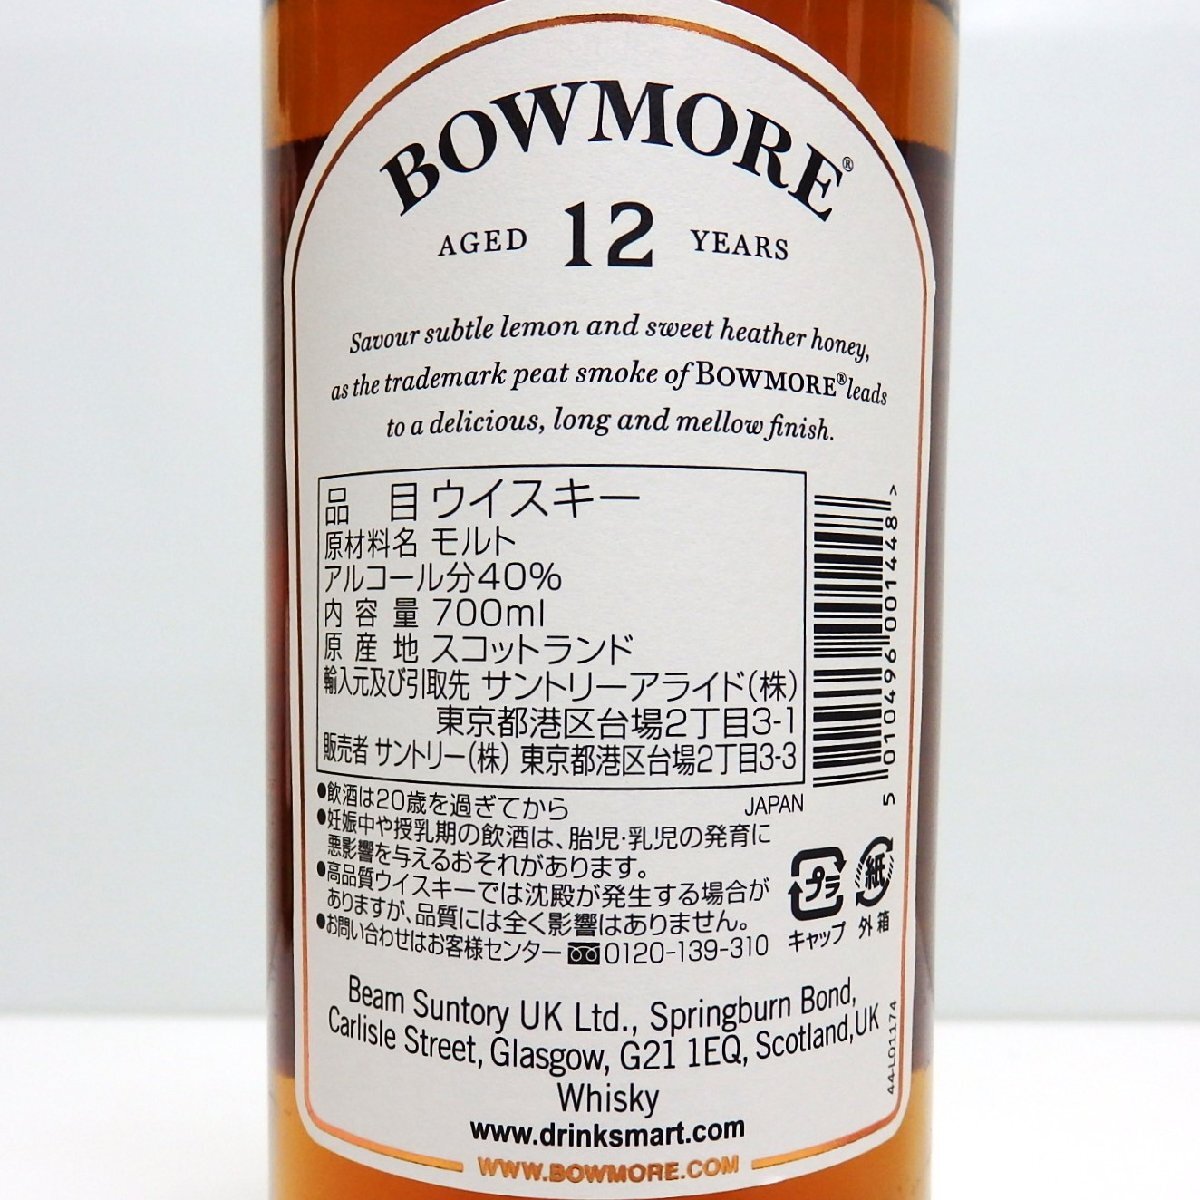 BOWMORE®
AGED 12 YEARS
Savour subtle lemon and sweet heather honey,
as the trademark peat smoke of BOWMORE® leads
to a delicious, long and mellow finish.
品目 ウイスキー
原材料名 モルト
アルコール分40%
内容量 700ml
原産地 スコットランド
輸入元及び引取先 サントリーアライド(株)
東京都港区台場2丁目3-1
販売者 サントリー(株) 東京都港区台場2丁目3-3
5 010496 001448 >
JAPAN
●飲酒は20歳を過ぎてから
●妊娠中や授乳期の飲酒は、胎児・乳児の発育に
悪影響を与えるおそれがあります。
●高品質ウイスキーでは沈殿が発生する場合が
ありますが、品質には全く影響はありません。
●お問い合わせはお客様センター 0120-139-310
プラ
キャップ
紙
外箱
Beam Suntory UK Ltd., Springburn Bond,
Carlisle Street, Glasgow, G21 1EQ, Scotland,UK
Whisky
www.drinksmart.com
WWW.BOWMORE.COM
44-L01174